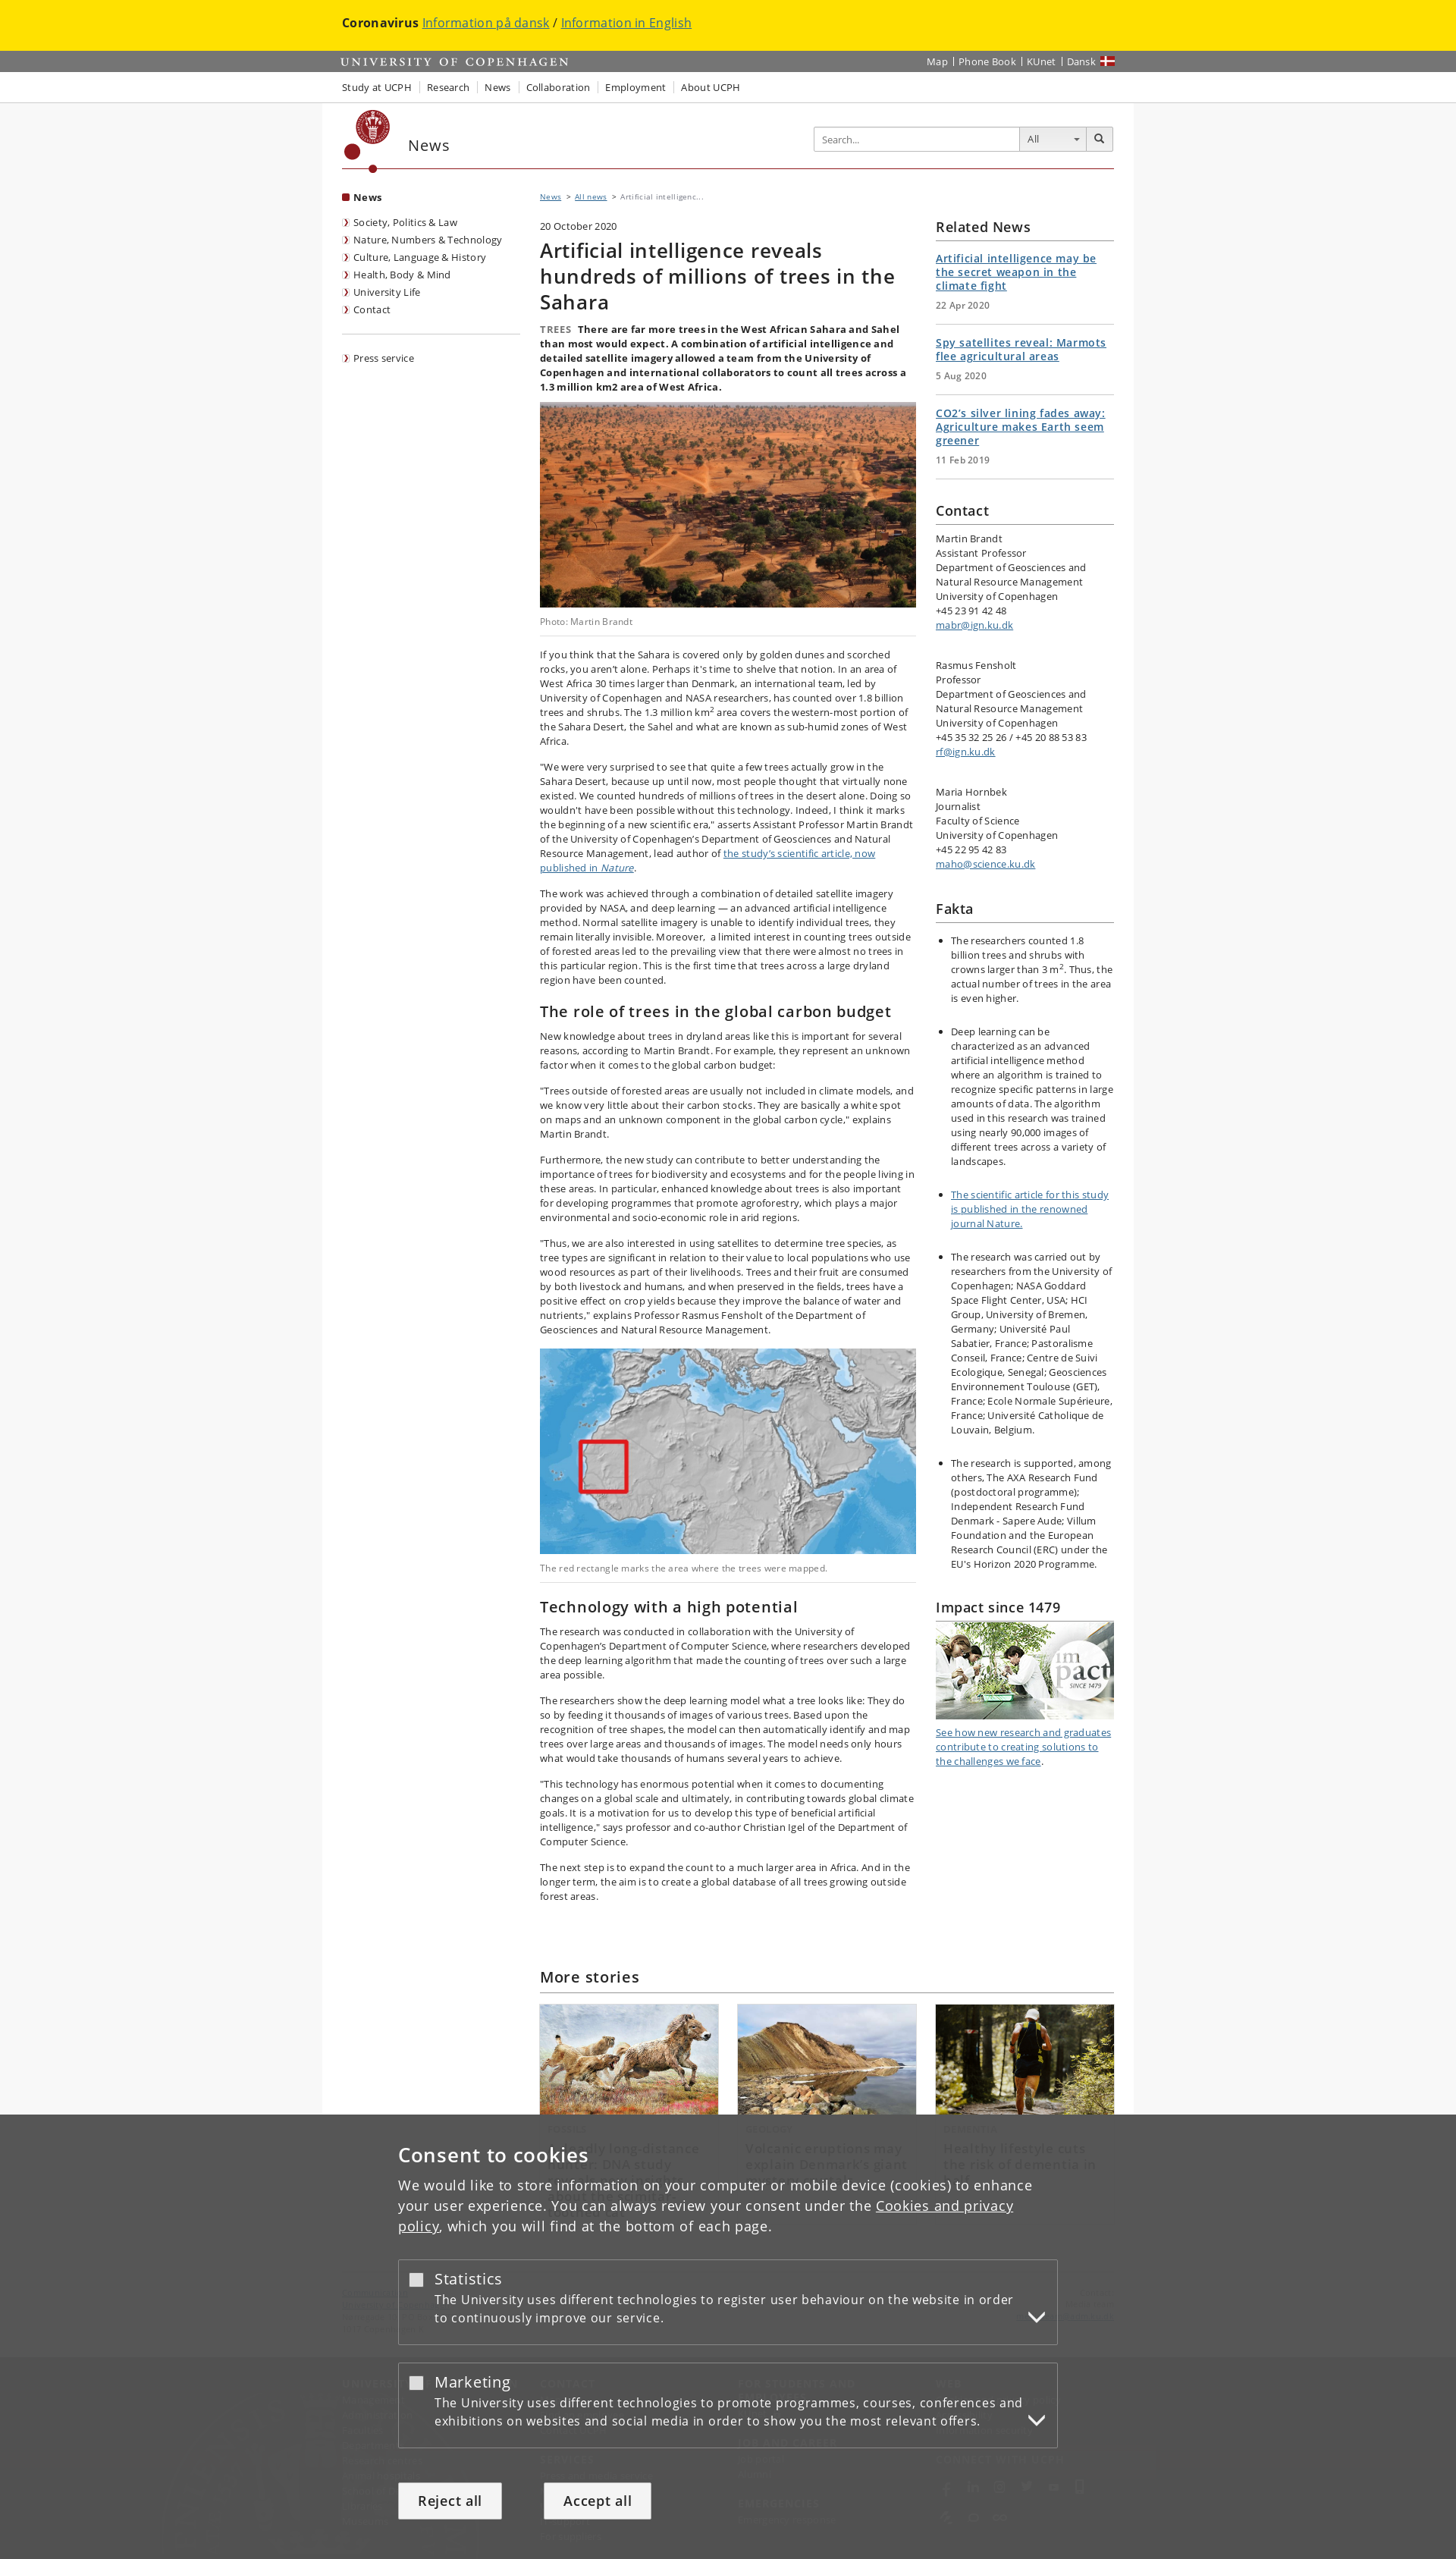 Coronavirus Information på dansk / Information in English
UNIVERSITY OF COPENHAGEN
Map | Phone Book | KUnet | Dansk
Study at UCPH | Research | News | Collaboration | Employment | About UCPH
News
Search...
All
News
Society, Politics & Law
Nature, Numbers & Technology
Culture, Language & History
Health, Body & Mind
University Life
Contact
Press service
News > All news > Artificial intelligenc...
20 October 2020
Artificial intelligence reveals
hundreds of millions of trees in the
Sahara
TREES There are far more trees in the West African Sahara and Sahel
than most would expect. A combination of artificial intelligence and
detailed satellite imagery allowed a team from the University of
Copenhagen and international collaborators to count all trees across a
1.3 million km2 area of West Africa.
Photo: Martin Brandt
If you think that the Sahara is covered only by golden dunes and scorched
rocks, you aren't alone. Perhaps it's time to shelve that notion. In an area of
West Africa 30 times larger than Denmark, an international team, led by
University of Copenhagen and NASA researchers, has counted over 1.8 billion
trees and shrubs. The 1.3 million km² area covers the western-most portion of
the Sahara Desert, the Sahel and what are known as sub-humid zones of West
Africa.
"We were very surprised to see that quite a few trees actually grow in the
Sahara Desert, because up until now, most people thought that virtually none
existed. We counted hundreds of millions of trees in the desert alone. Doing so
wouldn't have been possible without this technology. Indeed, I think it marks
the beginning of a new scientific era," asserts Assistant Professor Martin Brandt
of the University of Copenhagen's Department of Geosciences and Natural
Resource Management, lead author of the study's scientific article, now
published in Nature.
The work was achieved through a combination of detailed satellite imagery
provided by NASA, and deep learning — an advanced artificial intelligence
method. Normal satellite imagery is unable to identify individual trees, they
remain literally invisible. Moreover, a limited interest in counting trees outside
of forested areas led to the prevailing view that there were almost no trees in
this particular region. This is the first time that trees across a large dryland
region have been counted.
The role of trees in the global carbon budget
New knowledge about trees in dryland areas like this is important for several
reasons, according to Martin Brandt. For example, they represent an unknown
factor when it comes to the global carbon budget:
"Trees outside of forested areas are usually not included in climate models, and
we know very little about their carbon stocks. They are basically a white spot
on maps and an unknown component in the global carbon cycle," explains
Martin Brandt.
Furthermore, the new study can contribute to better understanding the
importance of trees for biodiversity and ecosystems and for the people living in
these areas. In particular, enhanced knowledge about trees is also important
for developing programmes that promote agroforestry, which plays a major
environmental and socio-economic role in arid regions.
"Thus, we are also interested in using satellites to determine tree species, as
tree types are significant in relation to their value to local populations who use
wood resources as part of their livelihoods. Trees and their fruit are consumed
by both livestock and humans, and when preserved in the fields, trees have a
positive effect on crop yields because they improve the balance of water and
nutrients," explains Professor Rasmus Fensholt of the Department of
Geosciences and Natural Resource Management.
The red rectangle marks the area where the trees were mapped.
Technology with a high potential
The research was conducted in collaboration with the University of
Copenhagen's Department of Computer Science, where researchers developed
the deep learning algorithm that made the counting of trees over such a large
area possible.
The researchers show the deep learning model what a tree looks like: They do
so by feeding it thousands of images of various trees. Based upon the
recognition of tree shapes, the model can then automatically identify and map
trees over large areas and thousands of images. The model needs only hours
what would take thousands of humans several years to achieve.
"This technology has enormous potential when it comes to documenting
changes on a global scale and ultimately, in contributing towards global climate
goals. It is a motivation for us to develop this type of beneficial artificial
intelligence," says professor and co-author Christian Igel of the Department of
Computer Science.
The next step is to expand the count to a much larger area in Africa. And in the
longer term, the aim is to create a global database of all trees growing outside
forest areas.
Related News
Artificial intelligence may be
the secret weapon in the
climate fight
22 Apr 2020
Spy satellites reveal: Marmots
flee agricultural areas
5 Aug 2020
CO2's silver lining fades away:
Agriculture makes Earth seem
greener
11 Feb 2019
Contact
Martin Brandt
Assistant Professor
Department of Geosciences and
Natural Resource Management
University of Copenhagen
+45 23 91 42 48
mabr@ign.ku.dk
Rasmus Fensholt
Professor
Department of Geosciences and
Natural Resource Management
University of Copenhagen
+45 35 32 25 26 / +45 20 88 53 83
rf@ign.ku.dk
Maria Hornbek
Journalist
Faculty of Science
University of Copenhagen
+45 22 95 42 83
maho@science.ku.dk
Fakta
The researchers counted 1.8
billion trees and shrubs with
crowns larger than 3 m². Thus, the
actual number of trees in the area
is even higher.
Deep learning can be
characterized as an advanced
artificial intelligence method
where an algorithm is trained to
recognize specific patterns in large
amounts of data. The algorithm
used in this research was trained
using nearly 90,000 images of
different trees across a variety of
landscapes.
The scientific article for this study
is published in the renowned
journal Nature.
The research was carried out by
researchers from the University of
Copenhagen; NASA Goddard
Space Flight Center, USA; HCI
Group, University of Bremen,
Germany; Université Paul
Sabatier, France; Pastoralisme
Conseil, France; Centre de Suivi
Ecologique, Senegal; Geosciences
Environnement Toulouse (GET),
France; Ecole Normale Supérieure,
France; Université Catholique de
Louvain, Belgium.
The research is supported, among
others, The AXA Research Fund
(postdoctoral programme);
Independent Research Fund
Denmark - Sapere Aude; Villum
Foundation and the European
Research Council (ERC) under the
EU's Horizon 2020 Programme.
Impact since 1479
im
pact
SINCE 1479
See how new research and graduates
contribute to creating solutions to
the challenges we face.
More stories
Consent to cookies
We would like to store information on your computer or mobile device (cookies) to enhance
your user experience. You can always review your consent under the Cookies and privacy
policy, which you will find at the bottom of each page.
Statistics
The University uses different technologies to register user behaviour on the website in order
to continuously improve our service.
Marketing
The University uses different technologies to promote programmes, courses, conferences and
exhibitions on websites and social media in order to show you the most relevant offers.
Reject all
Accept all